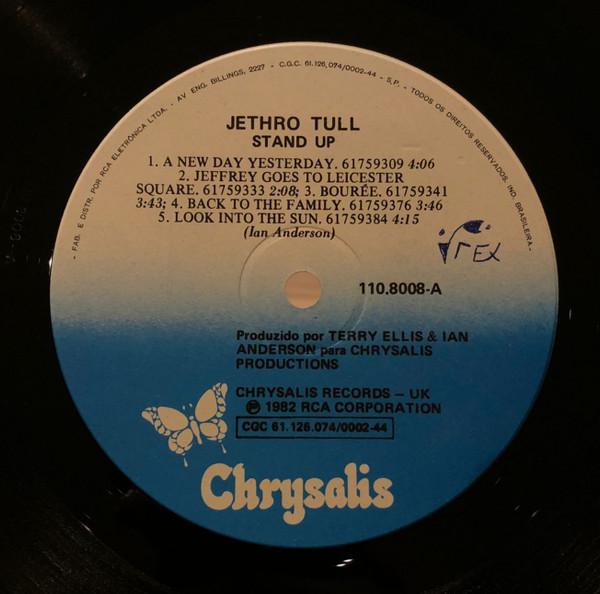 - FAB. E DISTR. POR RCA ELETRÔNICA LTDA. - AV. ENG. BILLINGS, 2227 - C.G.C. 61.126.074/0002-44 - S.P. - TODOS OS DIREITOS RESERVADOS. IND. BRASILEIRA. -
JETHRO TULL
STAND UP
1. A NEW DAY YESTERDAY. 61759309 4:06
2. JEFFREY GOES TO LEICESTER
SQUARE. 61759333 2:08; 3. BOURÉE. 61759341
3:43; 4. BACK TO THE FAMILY. 61759376 3:46
5. LOOK INTO THE SUN. 61759384 4:15
(Ian Anderson)
110.8008-A
Produzido por TERRY ELLIS & IAN
ANDERSON para CHRYSALIS
PRODUCTIONS
CHRYSALIS RECORDS – UK
℗ 1982 RCA CORPORATION
CGC 61.126.074/0002-44
Chrysalis